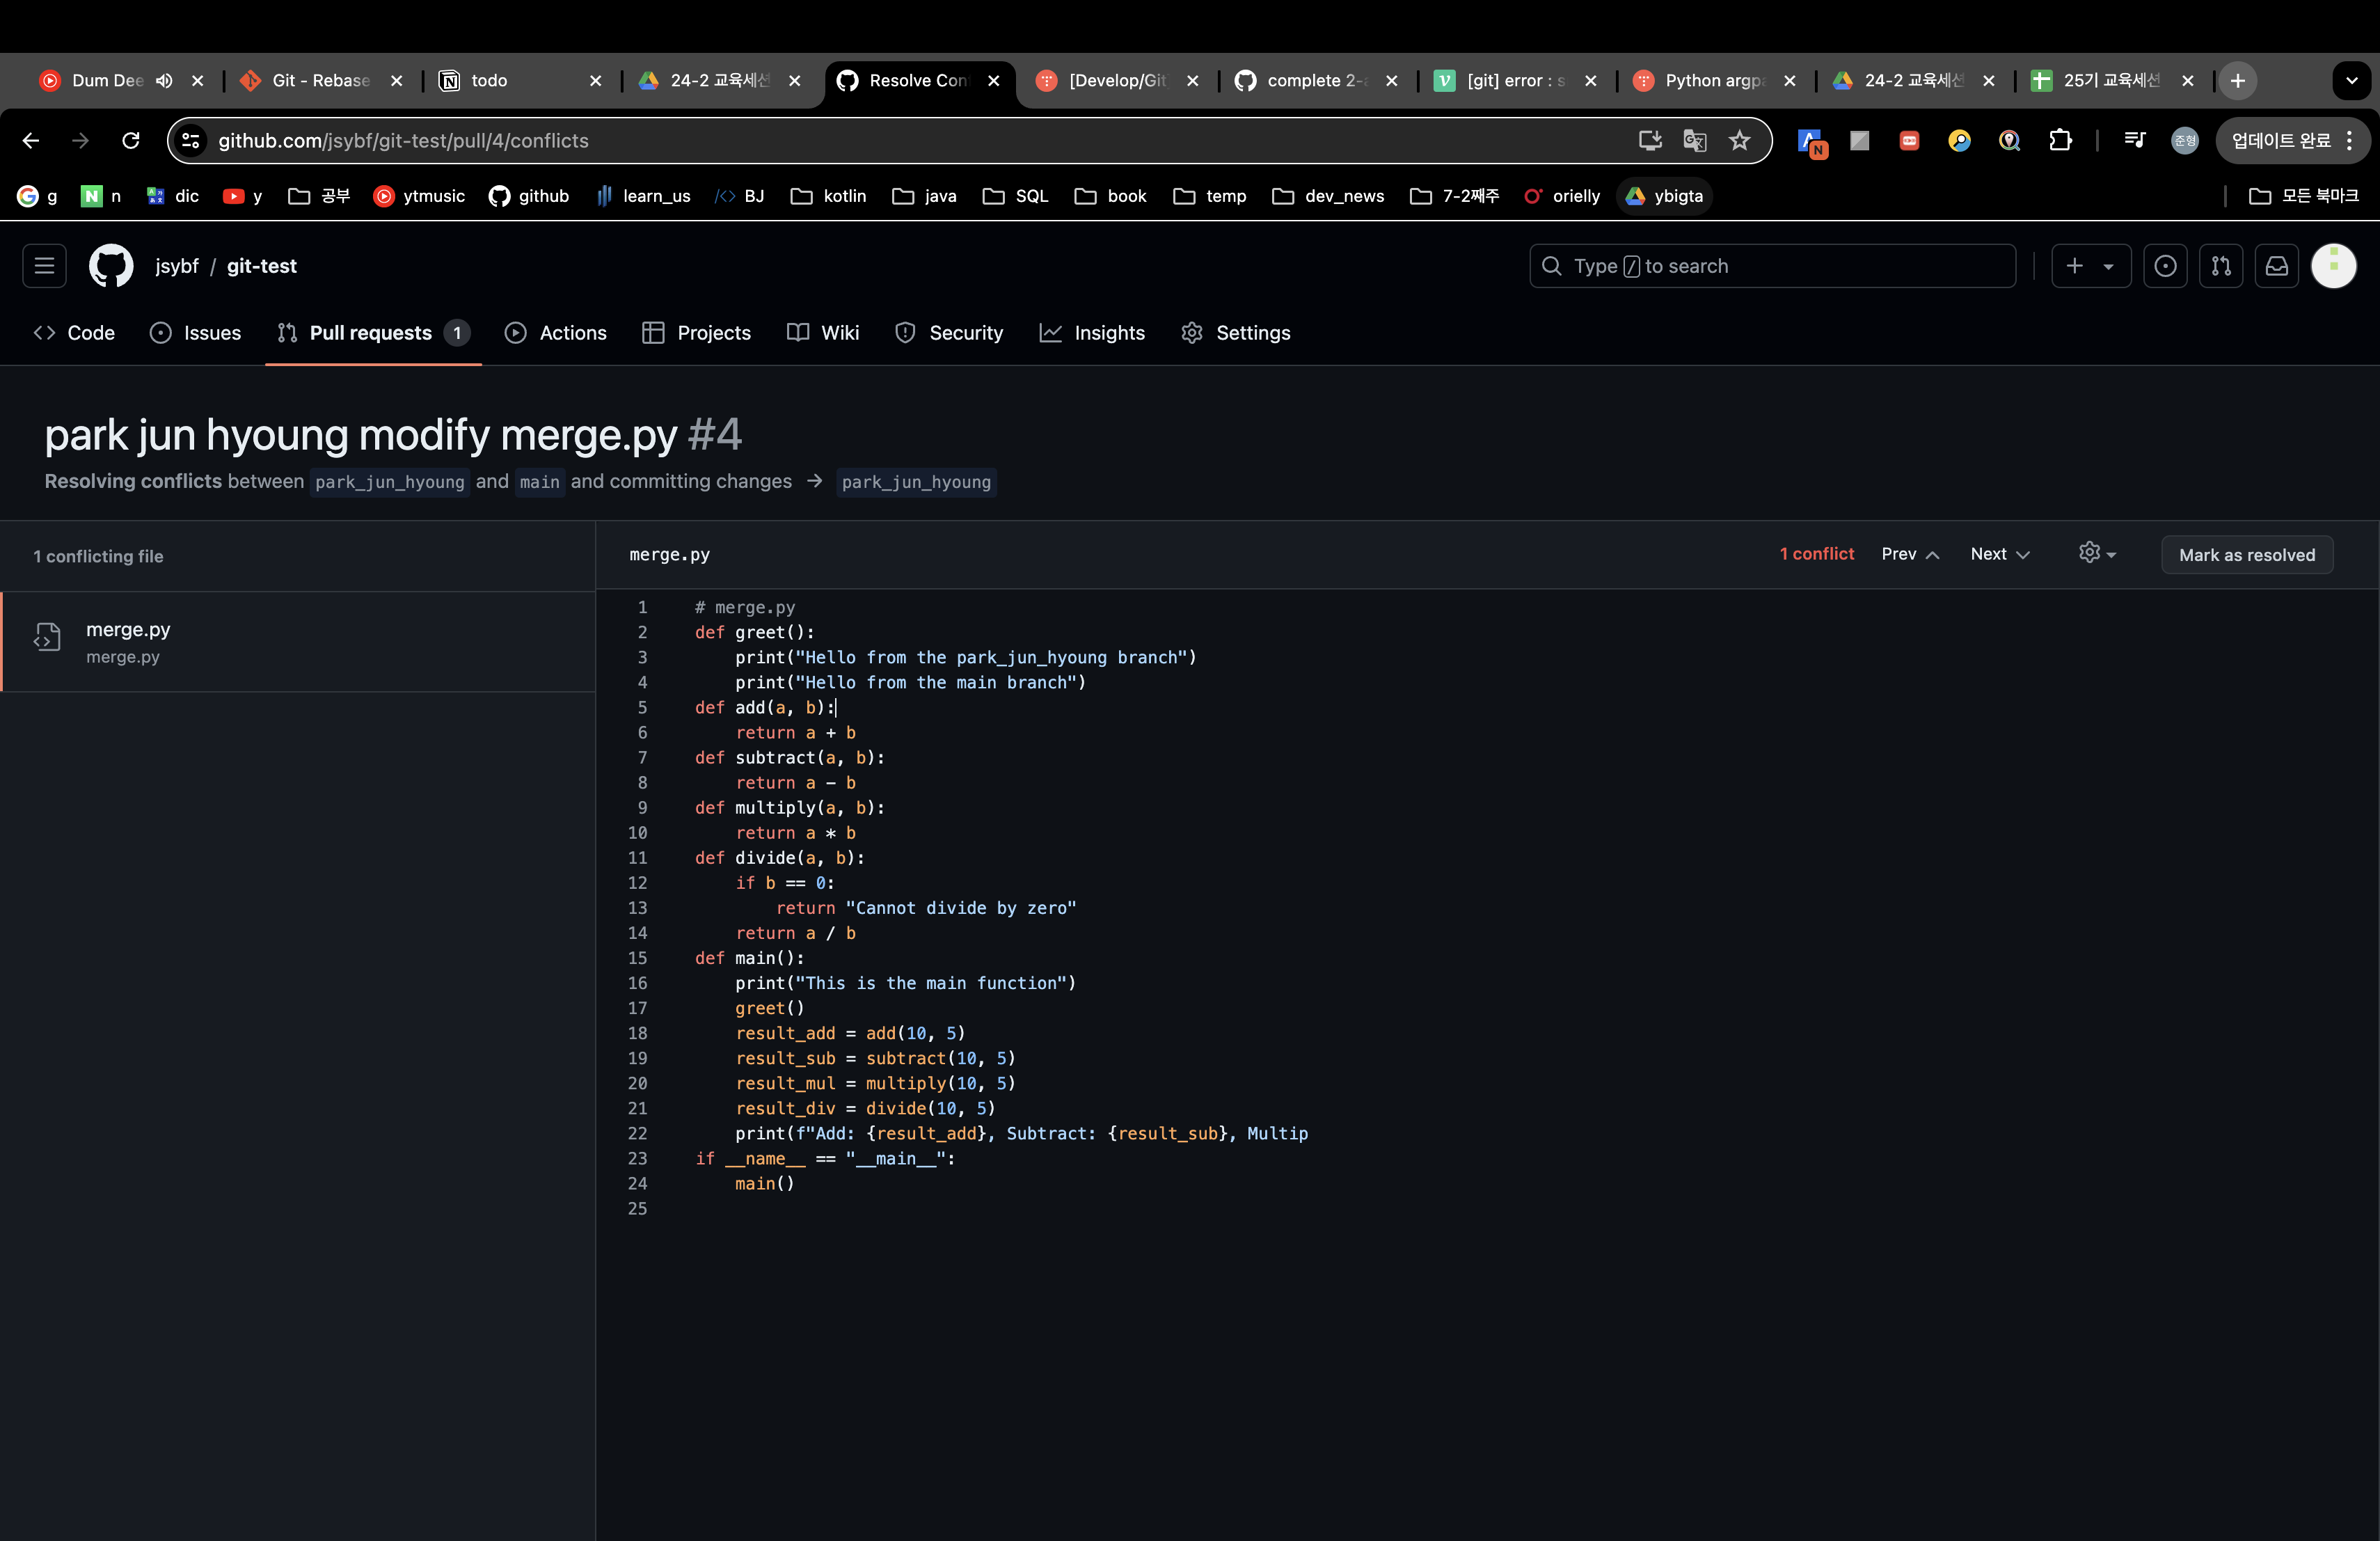 Dum Dee
Git - Rebase
todo
24-2 교육세션
Resolve Con
[Develop/Git
complete 2-
[git] error : s
Python argpa
24-2 교육세션
25기 교육세션
github.com/jsybf/git-test/pull/4/conflicts
준형
업데이트 완료
g
n
dic
y
공부
ytmusic
github
learn_us
BJ
kotlin
java
SQL
book
temp
dev_news
7-2째주
orielly
ybigta
모든 북마크
jsybf / git-test
Type / to search
Code
Issues
Pull requests 1
Actions
Projects
Wiki
Security
Insights
Settings
park jun hyoung modify merge.py #4
Resolving conflicts between park_jun_hyoung and main and committing changes → park_jun_hyoung
1 conflicting file
merge.py
merge.py
merge.py
1 conflict
Prev
Next
Mark as resolved
1 # merge.py
2 def greet():
3     print("Hello from the park_jun_hyoung branch")
4     print("Hello from the main branch")
5 def add(a, b):
6     return a + b
7 def subtract(a, b):
8     return a - b
9 def multiply(a, b):
10     return a * b
11 def divide(a, b):
12     if b == 0:
13         return "Cannot divide by zero"
14     return a / b
15 def main():
16     print("This is the main function")
17     greet()
18     result_add = add(10, 5)
19     result_sub = subtract(10, 5)
20     result_mul = multiply(10, 5)
21     result_div = divide(10, 5)
22     print(f"Add: {result_add}, Subtract: {result_sub}, Multip
23 if __name__ == "__main__":
24     main()
25